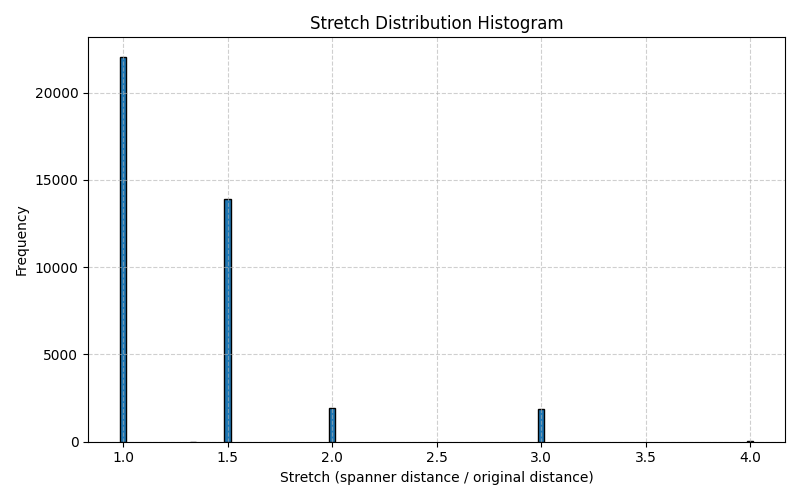 Stretch Distribution Histogram
Frequency
20000
15000
10000
5000
0
1.0 1.5 2.0 2.5 3.0 3.5 4.0
Stretch (spanner distance / original distance)